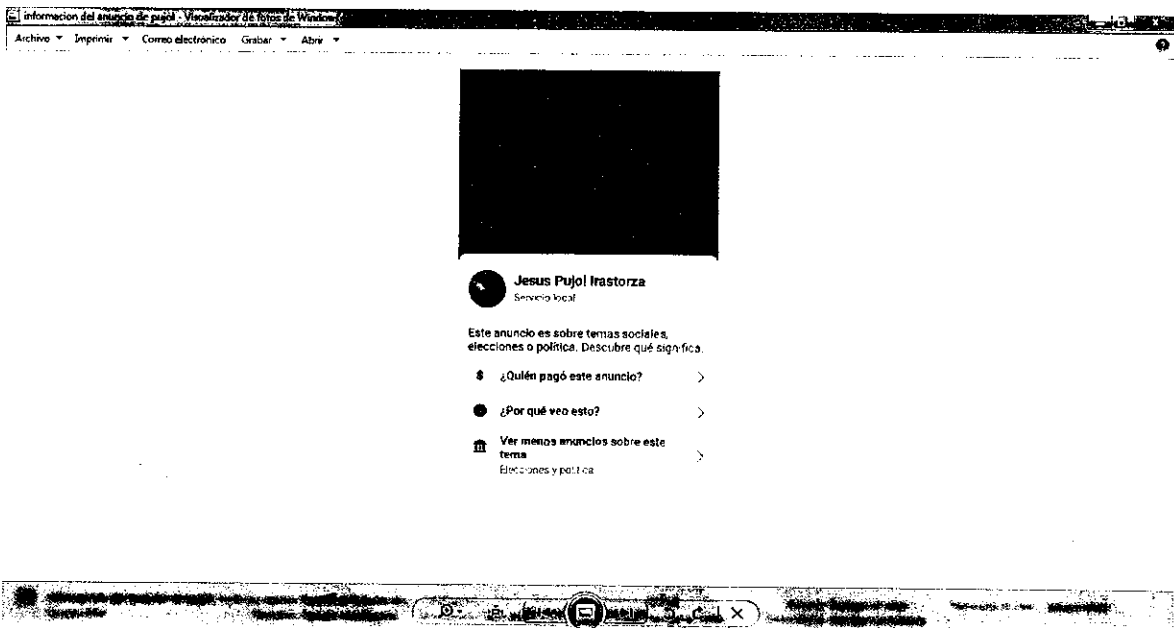 informacion del anuncio de pujol - Visualizador de fotos de Windows
Archivo Imprimir Correo electrónico Grabar Abrir
Jesus Pujol Irastorza
Servicio local
Este anuncio es sobre temas sociales,
elecciones o política. Descubre qué significa.
$ ¿Quién pagó este anuncio?
¿Por qué veo esto?
Ver menos anuncios sobre este
tema
Elecciones y política